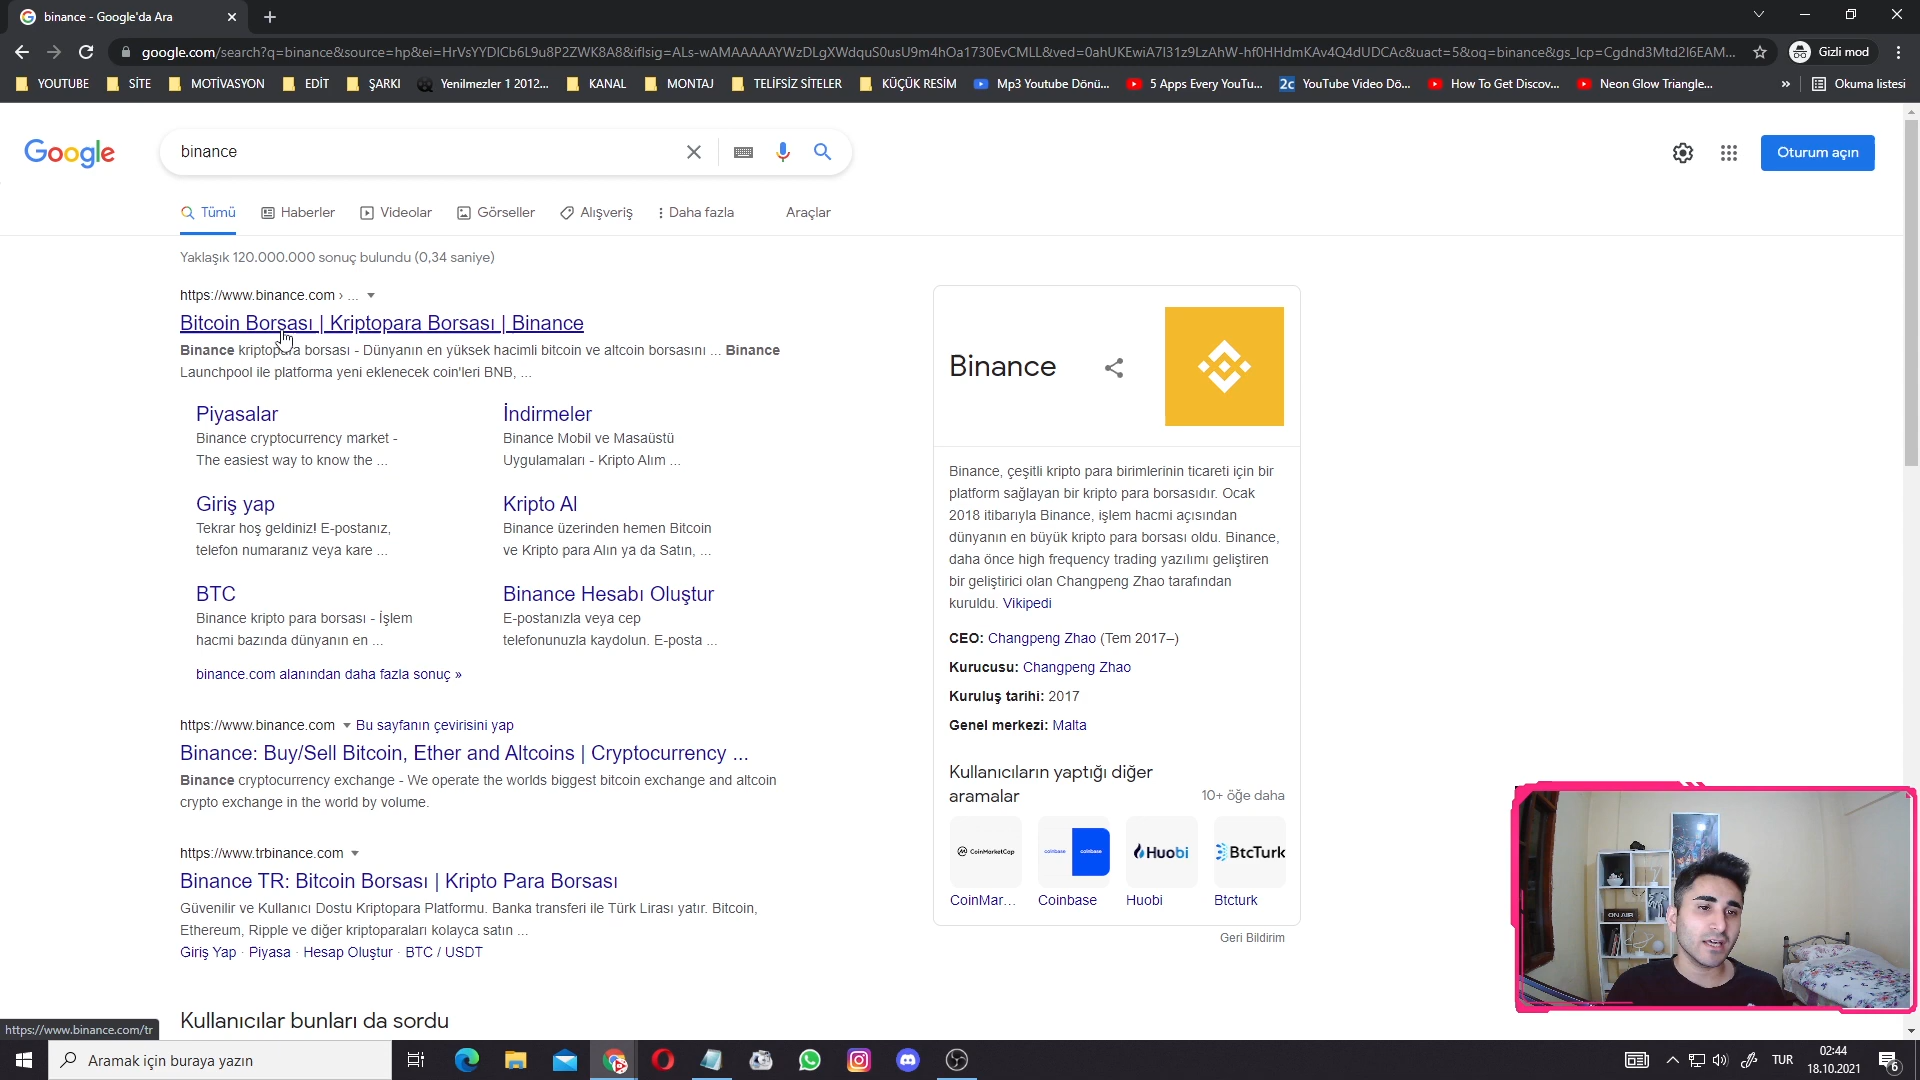 binance - Google'da Ara
google.com/search?q=binance&source=hp&ei=HrVsYYDlCb6L9u8P2ZWK8A8&iflsig=ALs-wAMAAAAAYWzDLgXWdquS0usU9m4hOa1730EvCMLL&ved=0ahUKEwiA7I31z9LzAhW-hf0HHdmKAv4Q4dUDCAc&uact=5&oq=binance&gs_lcp=Cgdnd3Mtd2l6EAM...
Gizli mod
YOUTUBE
SİTE
MOTİVASYON
EDİT
ŞARKI
Yenilmezler 1 2012...
KANAL
MONTAJ
TELİFSİZ SİTELER
KÜÇÜK RESİM
Mp3 Youtube Dönü...
5 Apps Every YouTu...
YouTube Video Dö...
How To Get Discov...
Neon Glow Triangle...
»
Okuma listesi
Google
binance
Oturum açın
Tümü
Haberler
Videolar
Görseller
Alışveriş
Daha fazla
Araçlar
Yaklaşık 120.000.000 sonuç bulundu (0,34 saniye)
https://www.binance.com › ...
Bitcoin Borsası | Kriptopara Borsası | Binance
Binance kriptopara borsası - Dünyanın en yüksek hacimli bitcoin ve altcoin borsasını ... Binance
Launchpool ile platforma yeni eklenecek coin'leri BNB, ...
Piyasalar
Binance cryptocurrency market -
The easiest way to know the ...
İndirmeler
Binance Mobil ve Masaüstü
Uygulamaları - Kripto Alım ...
Giriş yap
Tekrar hoş geldiniz! E-postanız,
telefon numaranız veya kare ...
Kripto Al
Binance üzerinden hemen Bitcoin
ve Kripto para Alın ya da Satın, ...
BTC
Binance kripto para borsası - İşlem
hacmi bazında dünyanın en ...
Binance Hesabı Oluştur
E-postanızla veya cep
telefonunuzla kaydolun. E-posta ...
binance.com alanından daha fazla sonuç »
https://www.binance.com
Bu sayfanın çevirisini yap
Binance: Buy/Sell Bitcoin, Ether and Altcoins | Cryptocurrency ...
Binance cryptocurrency exchange - We operate the worlds biggest bitcoin exchange and altcoin
crypto exchange in the world by volume.
https://www.trbinance.com
Binance TR: Bitcoin Borsası | Kripto Para Borsası
Güvenilir ve Kullanıcı Dostu Kriptopara Platformu. Banka transferi ile Türk Lirası yatır. Bitcoin,
Ethereum, Ripple ve diğer kriptoparaları kolayca satın ...
Giriş Yap · Piyasa · Hesap Oluştur · BTC / USDT
Kullanıcılar bunları da sordu
Binance
Binance, çeşitli kripto para birimlerinin ticareti için bir
platform sağlayan bir kripto para borsasıdır. Ocak
2018 itibarıyla Binance, işlem hacmi açısından
dünyanın en büyük kripto para borsası oldu. Binance,
daha önce high frequency trading yazılımı geliştiren
bir geliştirici olan Changpeng Zhao tarafından
kuruldu. Vikipedi
CEO: Changpeng Zhao (Tem 2017–)
Kurucusu: Changpeng Zhao
Kuruluş tarihi: 2017
Genel merkezi: Malta
Kullanıcıların yaptığı diğer
aramalar
10+ öğe daha
CoinMarketCap
coinbase
coinbase
Huobi
BtcTurk
CoinMar...
Coinbase
Huobi
Btcturk
Geri Bildirim
ON AIR
https://www.binance.com/tr
Aramak için buraya yazın
TUR
02:44
18.10.2021
6